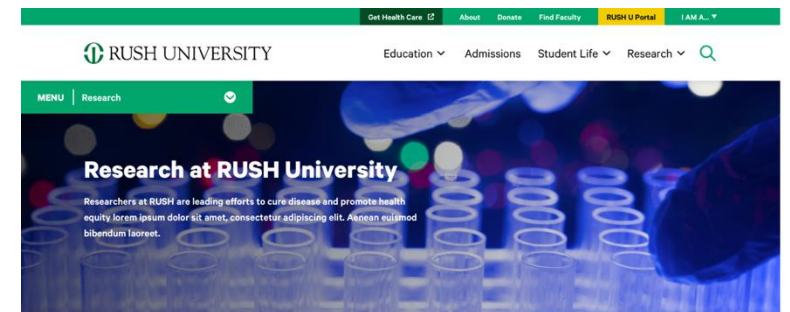 Get Health Care
About
Donate
Find Faculty
RUSH U Portal
I AM A...
RUSH UNIVERSITY
Education
Admissions
Student Life
Research
MENU
Research
Research at RUSH University
Researchers at RUSH are leading efforts to cure disease and promote health
equity lorem ipsum dolor sit amet, consectetur adipiscing elit. Aenean euismod
bibendum laoreet.